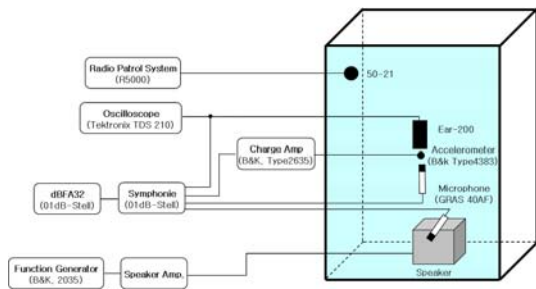 Radio Patrol System
(R5000)
50-21
Oscilloscope
(Tektronix TDS 210)
Ear-200
Charge Amp
(B&K, Type2635)
Accelerometer
(B&k Type4383)
dBFA32
(01dB-Stell)
Symphonie
(01dB-Stell)
Microphone
(GRAS 40AF)
Function Generator
(B&K, 2035)
Speaker Amp.
Speaker